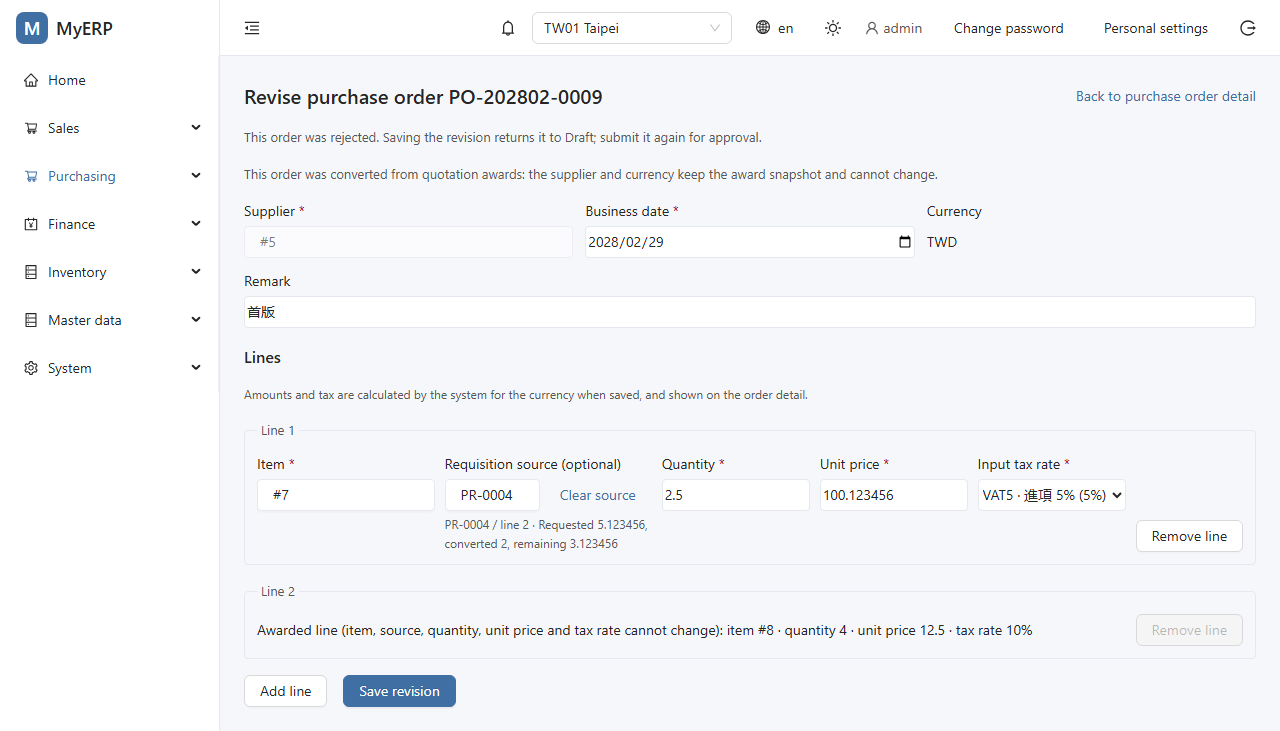 M MyERP
TW01 Taipei
en
admin
Change password
Personal settings
Home
Sales
Purchasing
Finance
Inventory
Master data
System
Revise purchase order PO-202802-0009
Back to purchase order detail
This order was rejected. Saving the revision returns it to Draft; submit it again for approval.
This order was converted from quotation awards: the supplier and currency keep the award snapshot and cannot change.
Supplier *
Business date *
Currency
#5
2028/02/29
TWD
Remark
首版
Lines
Amounts and tax are calculated by the system for the currency when saved, and shown on the order detail.
Line 1
Item *
Requisition source (optional)
Quantity *
Unit price *
Input tax rate *
#7
PR-0004
Clear source
2.5
100.123456
VAT5 · 進項 5% (5%)
PR-0004 / line 2 · Requested 5.123456,
converted 2, remaining 3.123456
Remove line
Line 2
Awarded line (item, source, quantity, unit price and tax rate cannot change): item #8 · quantity 4 · unit price 12.5 · tax rate 10%
Remove line
Add line
Save revision